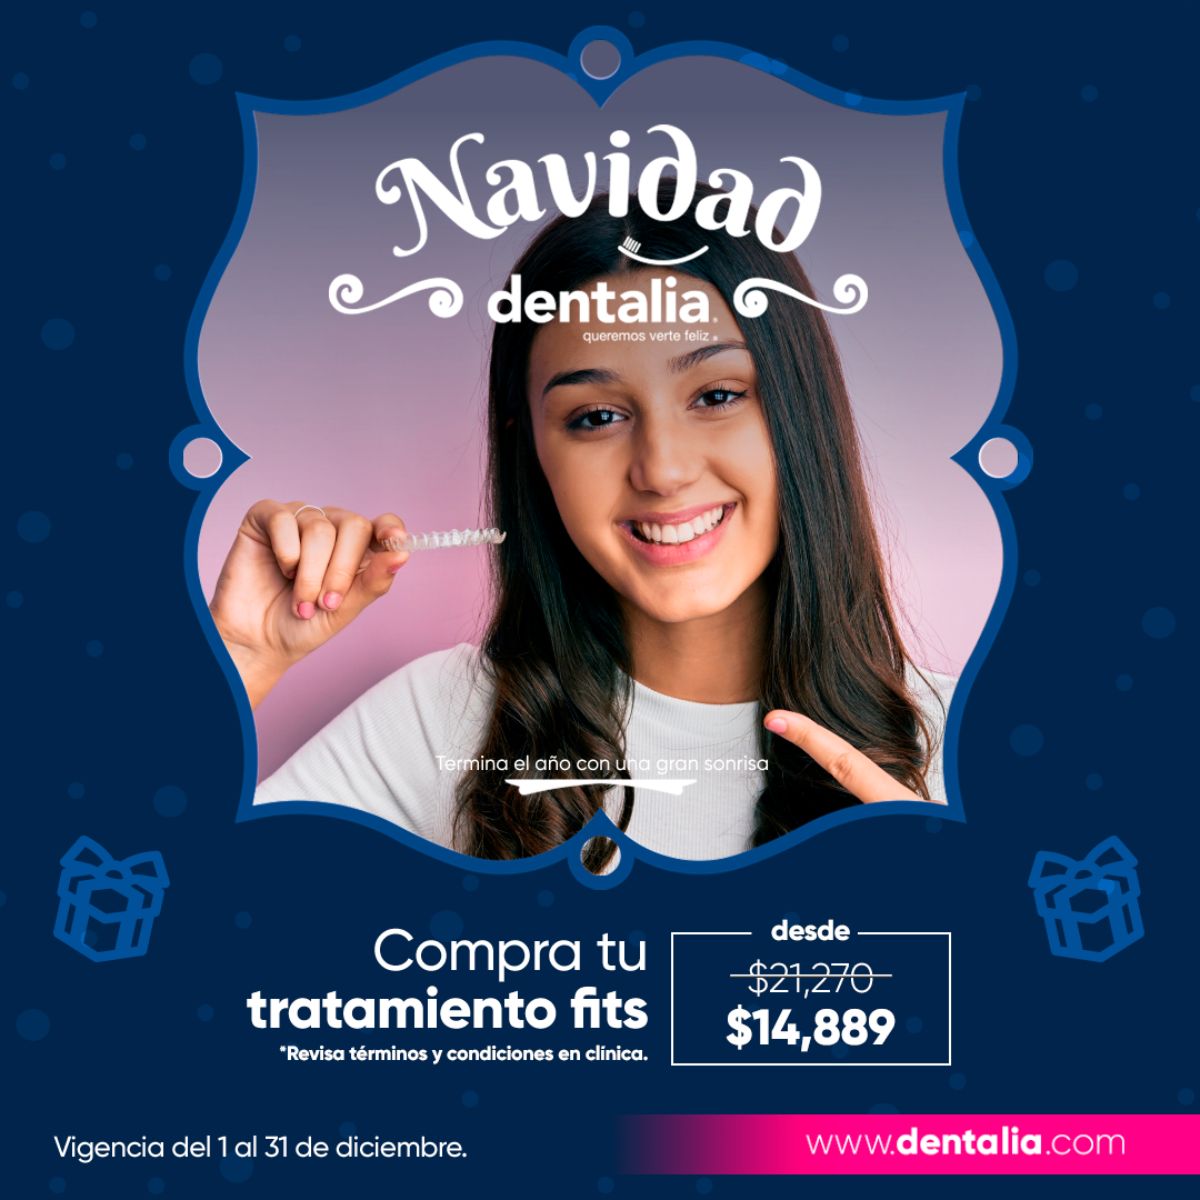 Navidad
dentalia®
queremos verte feliz®
Termina el año con una gran sonrisa
Compra tu
tratamiento fits
*Revisa términos y condiciones en clínica.
desde
$21,270
$14,889
Vigencia del 1 al 31 de diciembre.
www.dentalia.com